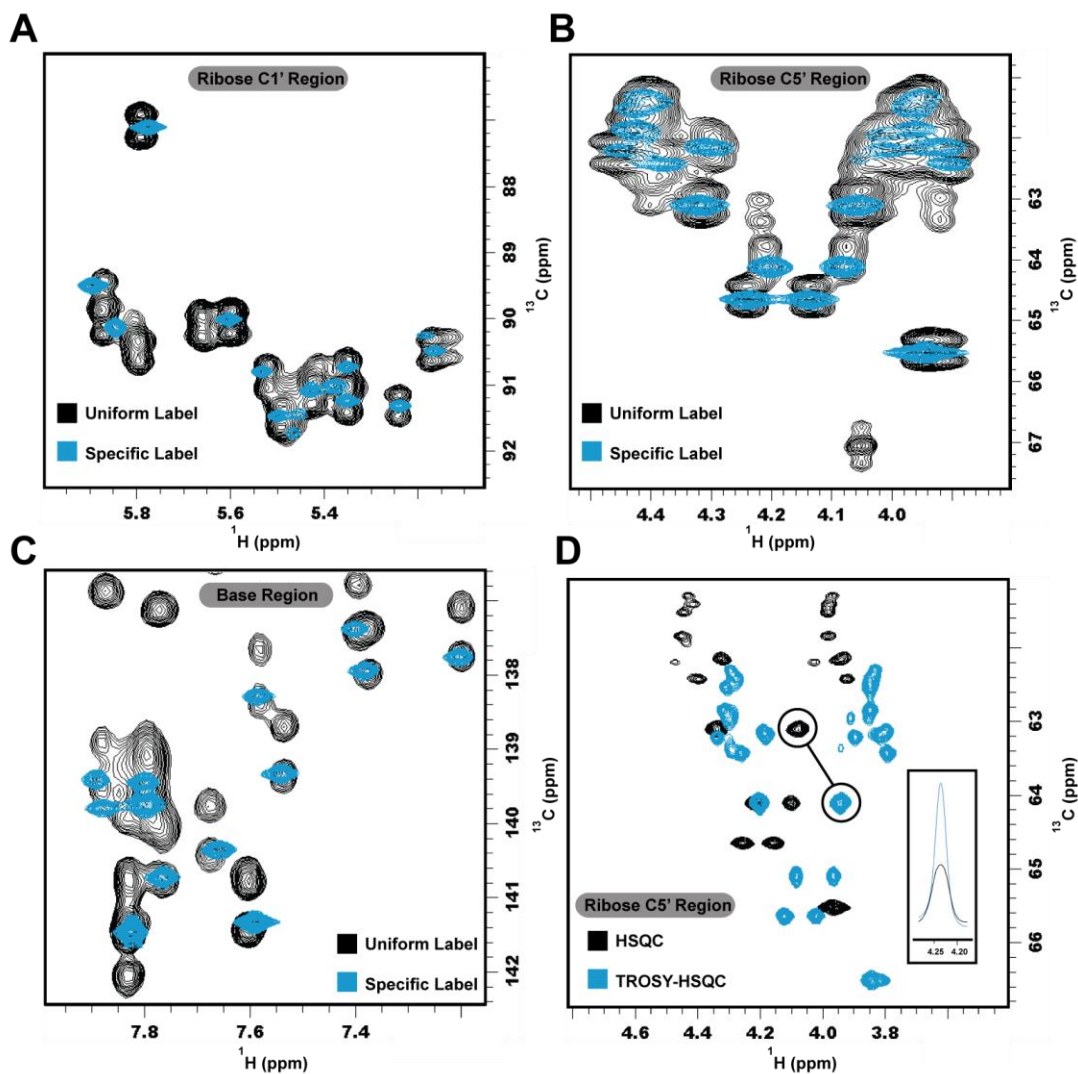 A
Ribose C1' Region
88
89
90
91
92
13C (ppm)
Uniform Label
Specific Label
5.8 5.6 5.4
1H (ppm)
B
Ribose C5' Region
63
64
65
66
67
13C (ppm)
Uniform Label
Specific Label
4.4 4.3 4.2 4.1 4.0
1H (ppm)
C
Base Region
138
139
140
141
142
13C (ppm)
Uniform Label
Specific Label
7.8 7.6 7.4
1H (ppm)
D
63
64
65
66
13C (ppm)
Ribose C5' Region
HSQC
TROSY-HSQC
4.25 4.20
4.6 4.4 4.2 4.0 3.8
1H (ppm)